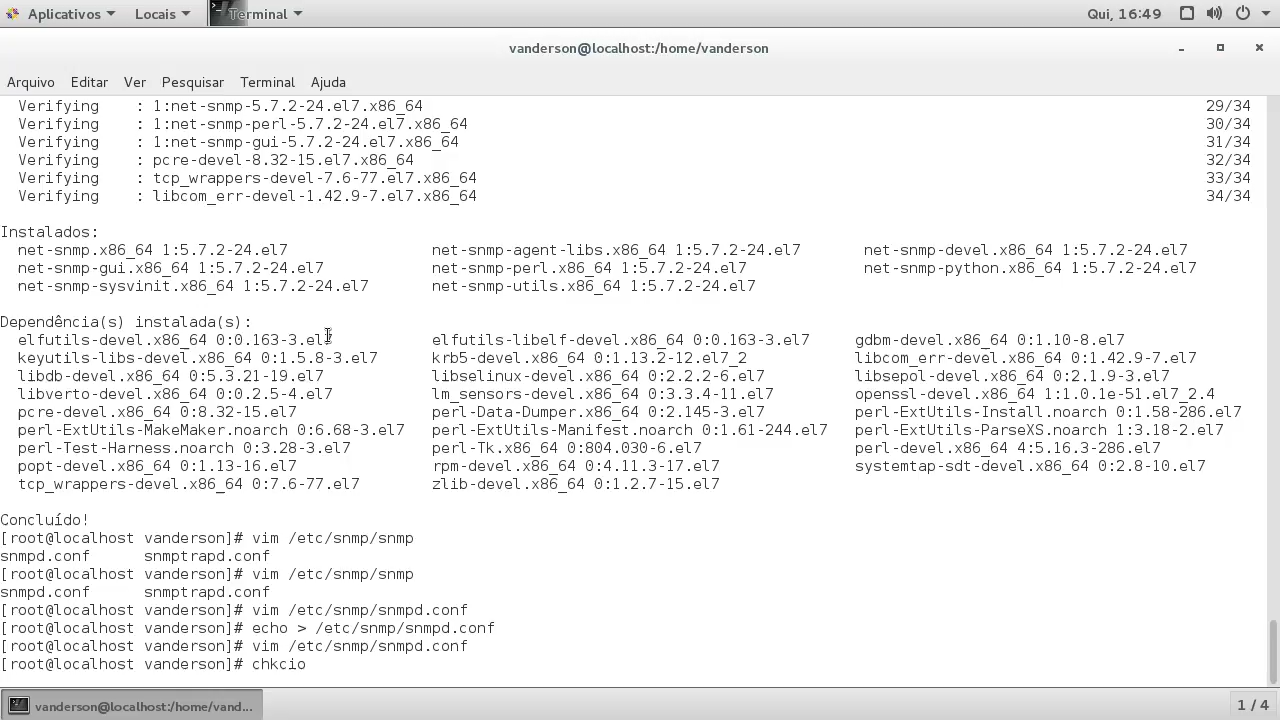 Aplicativos Locais Terminal Qui, 16:49
vanderson@localhost:/home/vanderson
Arquivo Editar Ver Pesquisar Terminal Ajuda
Verifying : 1:net-snmp-5.7.2-24.el7.x86_64 29/34
Verifying : 1:net-snmp-perl-5.7.2-24.el7.x86_64 30/34
Verifying : 1:net-snmp-gui-5.7.2-24.el7.x86_64 31/34
Verifying : pcre-devel-8.32-15.el7.x86_64 32/34
Verifying : tcp_wrappers-devel-7.6-77.el7.x86_64 33/34
Verifying : libcom_err-devel-1.42.9-7.el7.x86_64 34/34
Instalados:
net-snmp.x86_64 1:5.7.2-24.el7 net-snmp-agent-libs.x86_64 1:5.7.2-24.el7 net-snmp-devel.x86_64 1:5.7.2-24.el7
net-snmp-gui.x86_64 1:5.7.2-24.el7 net-snmp-perl.x86_64 1:5.7.2-24.el7 net-snmp-python.x86_64 1:5.7.2-24.el7
net-snmp-sysvinit.x86_64 1:5.7.2-24.el7 net-snmp-utils.x86_64 1:5.7.2-24.el7
Dependência(s) instalada(s):
elfutils-devel.x86_64 0:0.163-3.el7 elfutils-libelf-devel.x86_64 0:0.163-3.el7 gdbm-devel.x86_64 0:1.10-8.el7
keyutils-libs-devel.x86_64 0:1.5.8-3.el7 krb5-devel.x86_64 0:1.13.2-12.el7_2 libcom_err-devel.x86_64 0:1.42.9-7.el7
libdb-devel.x86_64 0:5.3.21-19.el7 libselinux-devel.x86_64 0:2.2.2-6.el7 libsepol-devel.x86_64 0:2.1.9-3.el7
libverto-devel.x86_64 0:0.2.5-4.el7 lm_sensors-devel.x86_64 0:3.3.4-11.el7 openssl-devel.x86_64 1:1.0.1e-51.el7_2.4
pcre-devel.x86_64 0:8.32-15.el7 perl-Data-Dumper.x86_64 0:2.145-3.el7 perl-ExtUtils-Install.noarch 0:1.58-286.el7
perl-ExtUtils-MakeMaker.noarch 0:6.68-3.el7 perl-ExtUtils-Manifest.noarch 0:1.61-244.el7 perl-ExtUtils-ParseXS.noarch 1:3.18-2.el7
perl-Test-Harness.noarch 0:3.28-3.el7 perl-Tk.x86_64 0:804.030-6.el7 perl-devel.x86_64 4:5.16.3-286.el7
popt-devel.x86_64 0:1.13-16.el7 rpm-devel.x86_64 0:4.11.3-17.el7 systemtap-sdt-devel.x86_64 0:2.8-10.el7
tcp_wrappers-devel.x86_64 0:7.6-77.el7 zlib-devel.x86_64 0:1.2.7-15.el7
Concluído!
[root@localhost vanderson]# vim /etc/snmp/snmp
snmpd.conf snmptrapd.conf
[root@localhost vanderson]# vim /etc/snmp/snmp
snmpd.conf snmptrapd.conf
[root@localhost vanderson]# vim /etc/snmp/snmpd.conf
[root@localhost vanderson]# echo > /etc/snmp/snmpd.conf
[root@localhost vanderson]# vim /etc/snmp/snmpd.conf
[root@localhost vanderson]# chkcio
vanderson@localhost:/home/vand... 1 / 4